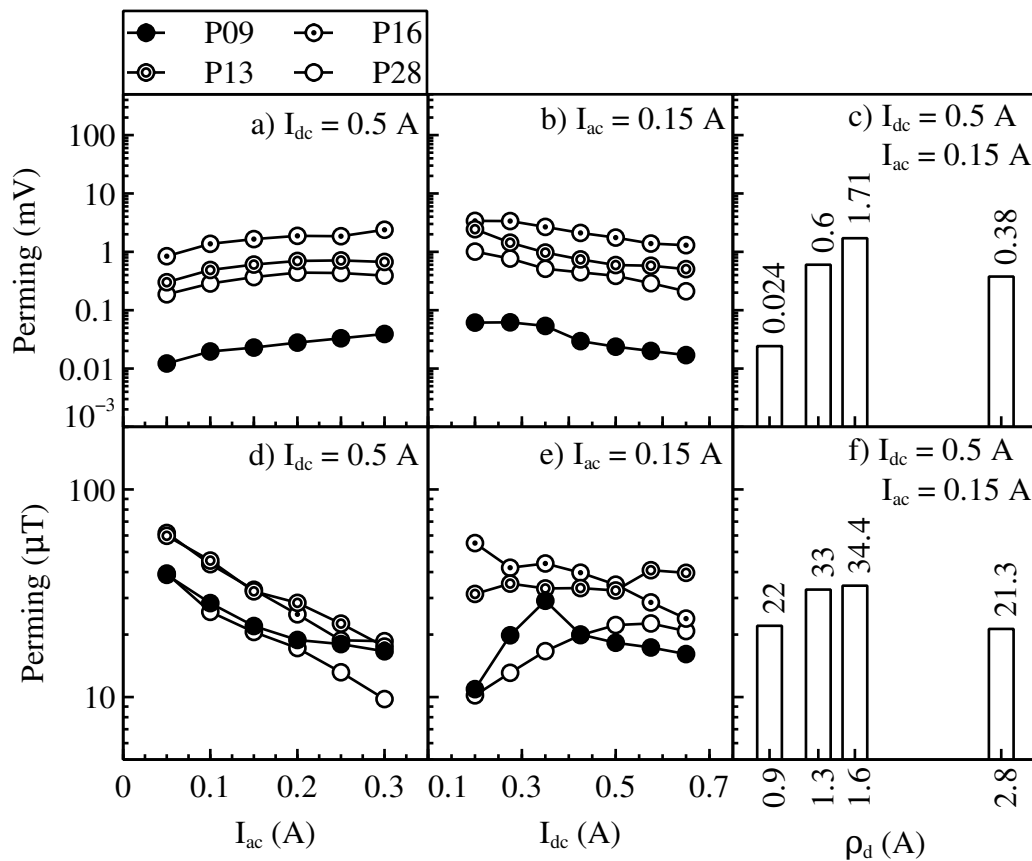 P09 P16
P13 P28
a) I_dc = 0.5 A
b) I_ac = 0.15 A
c) I_dc = 0.5 A
I_ac = 0.15 A
Perming (mV)
100
10
1
0.1
0.01
10⁻³
0.024
0.6
1.71
0.38
d) I_dc = 0.5 A
e) I_ac = 0.15 A
f) I_dc = 0.5 A
I_ac = 0.15 A
Perming (μT)
100
10
22
33
34.4
21.3
0 0.1 0.2 0.3
0.1 0.3 0.5 0.7
0.9 1.3 1.6 2.8
I_ac (A)
I_dc (A)
ρ_d (A)